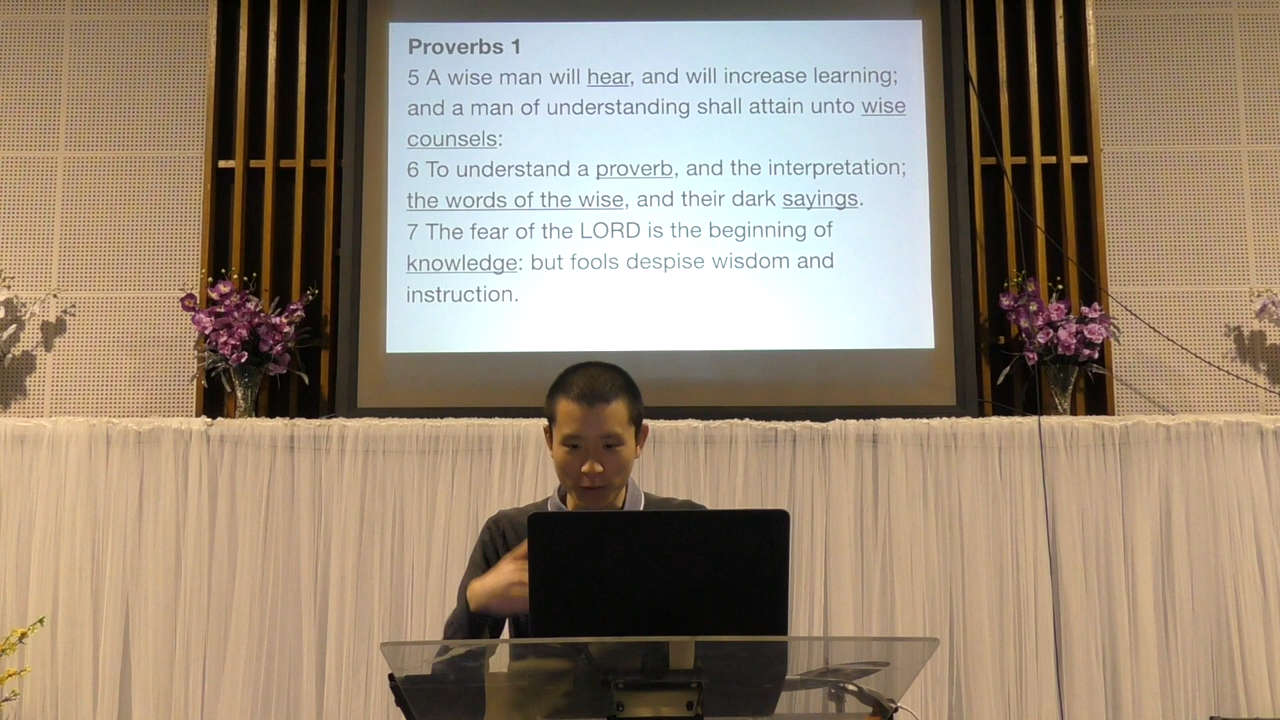 Proverbs 1
5 A wise man will hear, and will increase learning;
and a man of understanding shall attain unto wise
counsels:
6 To understand a proverb, and the interpretation;
the words of the wise, and their dark sayings.
7 The fear of the LORD is the beginning of
knowledge: but fools despise wisdom and
instruction.